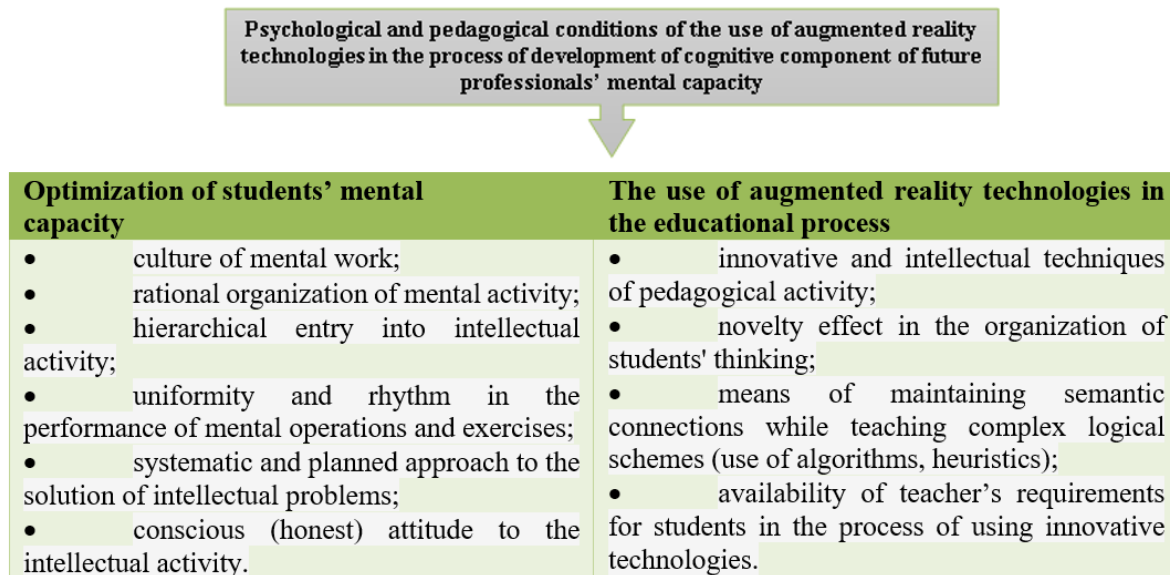 Psychological and pedagogical conditions of the use of augmented reality
technologies in the process of development of cognitive component of future
professionals’ mental capacity
Optimization of students’ mental
capacity
• culture of mental work;
• rational organization of mental activity;
• hierarchical entry into intellectual
activity;
• uniformity and rhythm in the
performance of mental operations and exercises;
• systematic and planned approach to the
solution of intellectual problems;
• conscious (honest) attitude to the
intellectual activity.
The use of augmented reality technologies in
the educational process
• innovative and intellectual techniques
of pedagogical activity;
• novelty effect in the organization of
students' thinking;
• means of maintaining semantic
connections while teaching complex logical
schemes (use of algorithms, heuristics);
• availability of teacher’s requirements
for students in the process of using innovative
technologies.